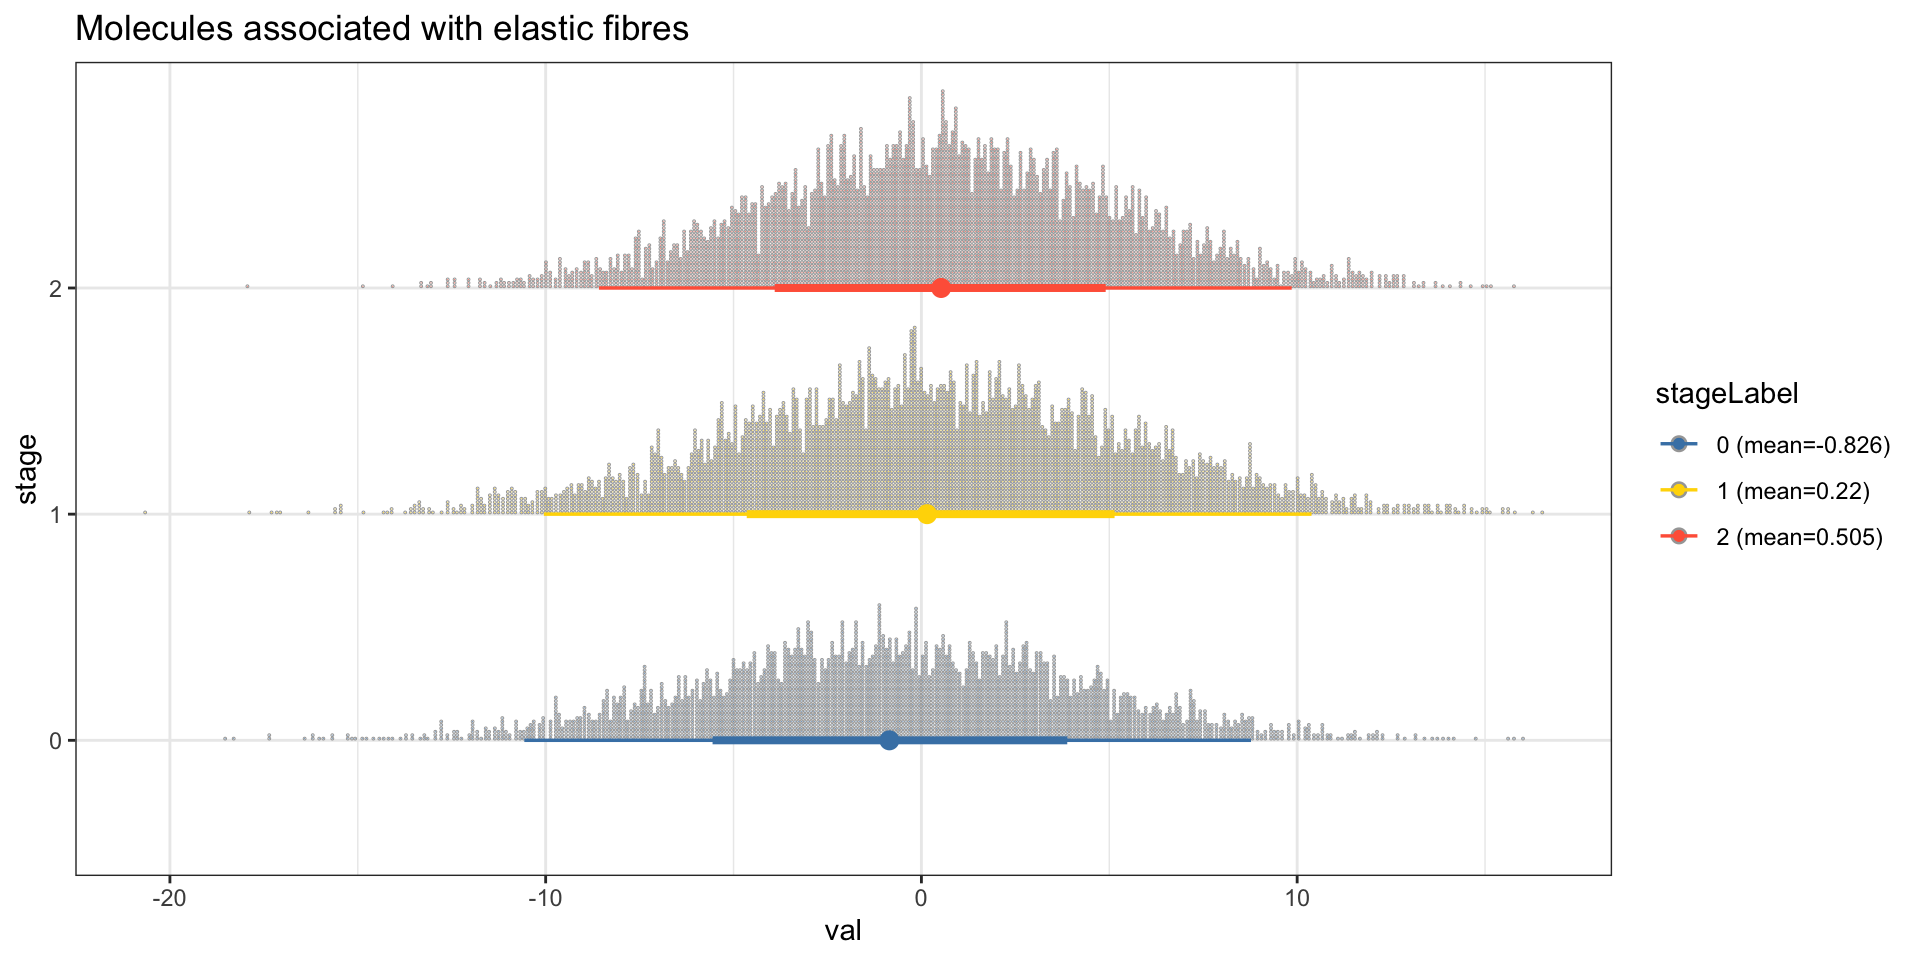 Molecules associated with elastic fibres
stage
2
1
0
-20
-10
0
10
val
stageLabel
0 (mean=-0.826)
1 (mean=0.22)
2 (mean=0.505)